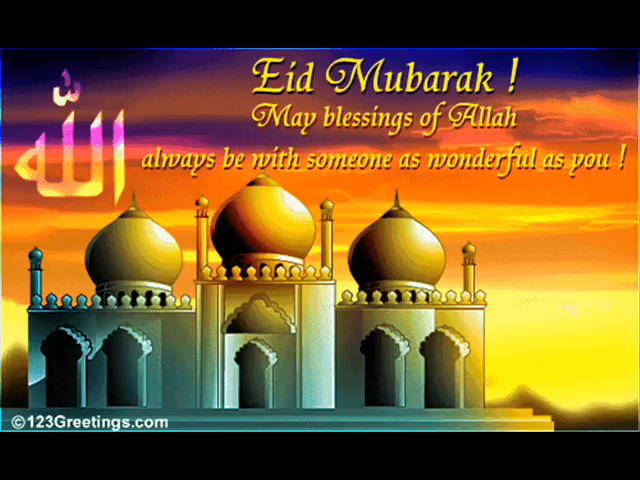 Eid Mubarak !
May blessings of Allah
الله
always be with someone as wonderful as you !
©123Greetings.com